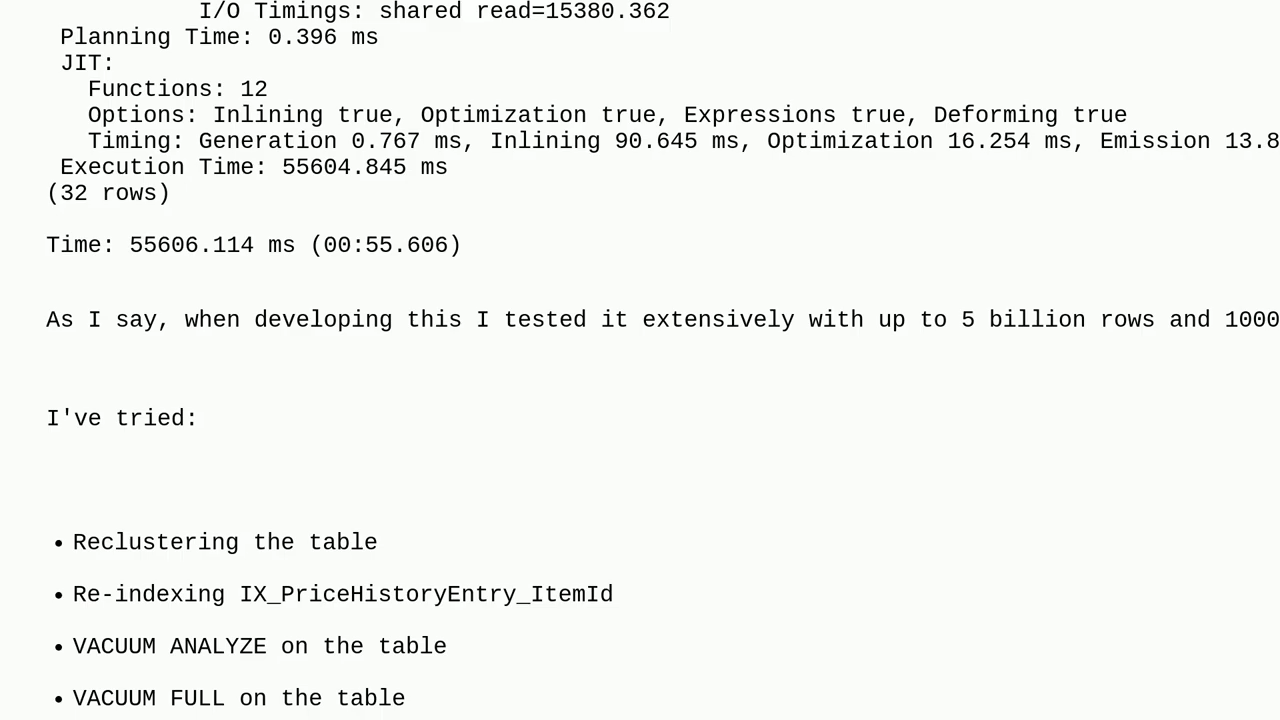 I/O Timings: shared read=15380.362
Planning Time: 0.396 ms
JIT:
Functions: 12
Options: Inlining true, Optimization true, Expressions true, Deforming true
Timing: Generation 0.767 ms, Inlining 90.645 ms, Optimization 16.254 ms, Emission 13.8
Execution Time: 55604.845 ms
(32 rows)
Time: 55606.114 ms (00:55.606)
As I say, when developing this I tested it extensively with up to 5 billion rows and 1000
I've tried:
• Reclustering the table
• Re-indexing IX_PriceHistoryEntry_ItemId
• VACUUM ANALYZE on the table
• VACUUM FULL on the table